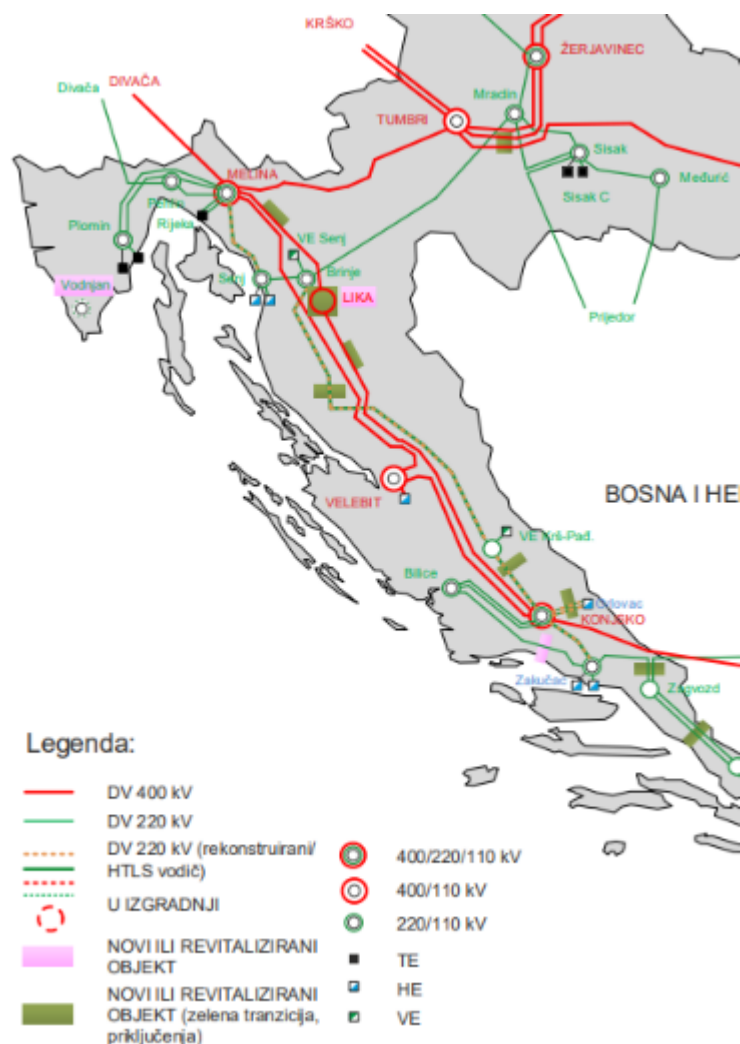 KRŠKO
ŽERJAVINEC
Divača
DIVAČA
Mraclin
TUMBRI
Sisak
MELINA
Međurić
Pehlin
Sisak C
Rijeka
Plomin
VE Senj
Vodnjan
Senj
Brinje
LIKA
Prijedor
VELEBIT
BOSNA I HE
VE Krš-Pađ.
Bilice
Orlovac
KONJSKO
Zakučac
Zagvozd
Legenda:
DV 400 kV
DV 220 kV
DV 220 kV (rekonstruirani/
HTLS vodič)
U IZGRADNJI
NOVI ILI REVITALIZIRANI
OBJEKT
NOVI ILI REVITALIZIRANI
OBJEKT (zelena tranzicija,
priključenja)
400/220/110 kV
400/110 kV
220/110 kV
TE
HE
VE